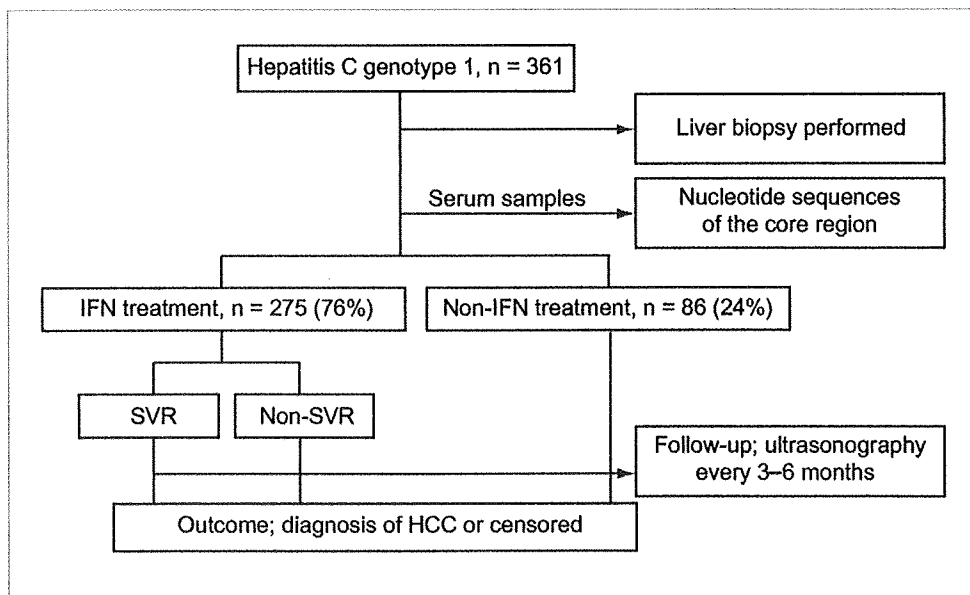 Hepatitis C genotype 1, n = 361
Liver biopsy performed
Serum samples
Nucleotide sequences
of the core region
IFN treatment, n = 275 (76%)
Non-IFN treatment, n = 86 (24%)
SVR
Non-SVR
Follow-up; ultrasonography
every 3–6 months
Outcome; diagnosis of HCC or censored